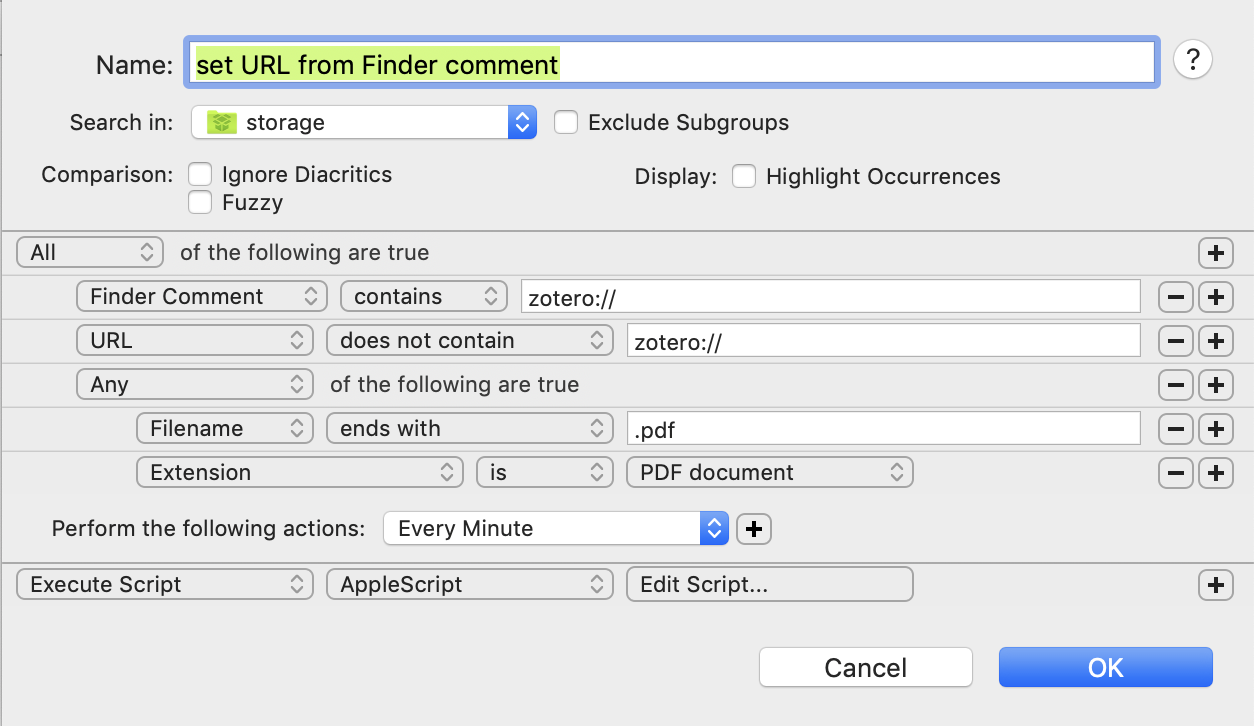 Name: set URL from Finder comment ?
Search in: storage Exclude Subgroups
Comparison: Ignore Diacritics Display: Highlight Occurrences
Fuzzy
All of the following are true
Finder Comment contains zotero://
URL does not contain zotero://
Any of the following are true
Filename ends with .pdf
Extension is PDF document
Perform the following actions: Every Minute
Execute Script AppleScript Edit Script...
Cancel OK